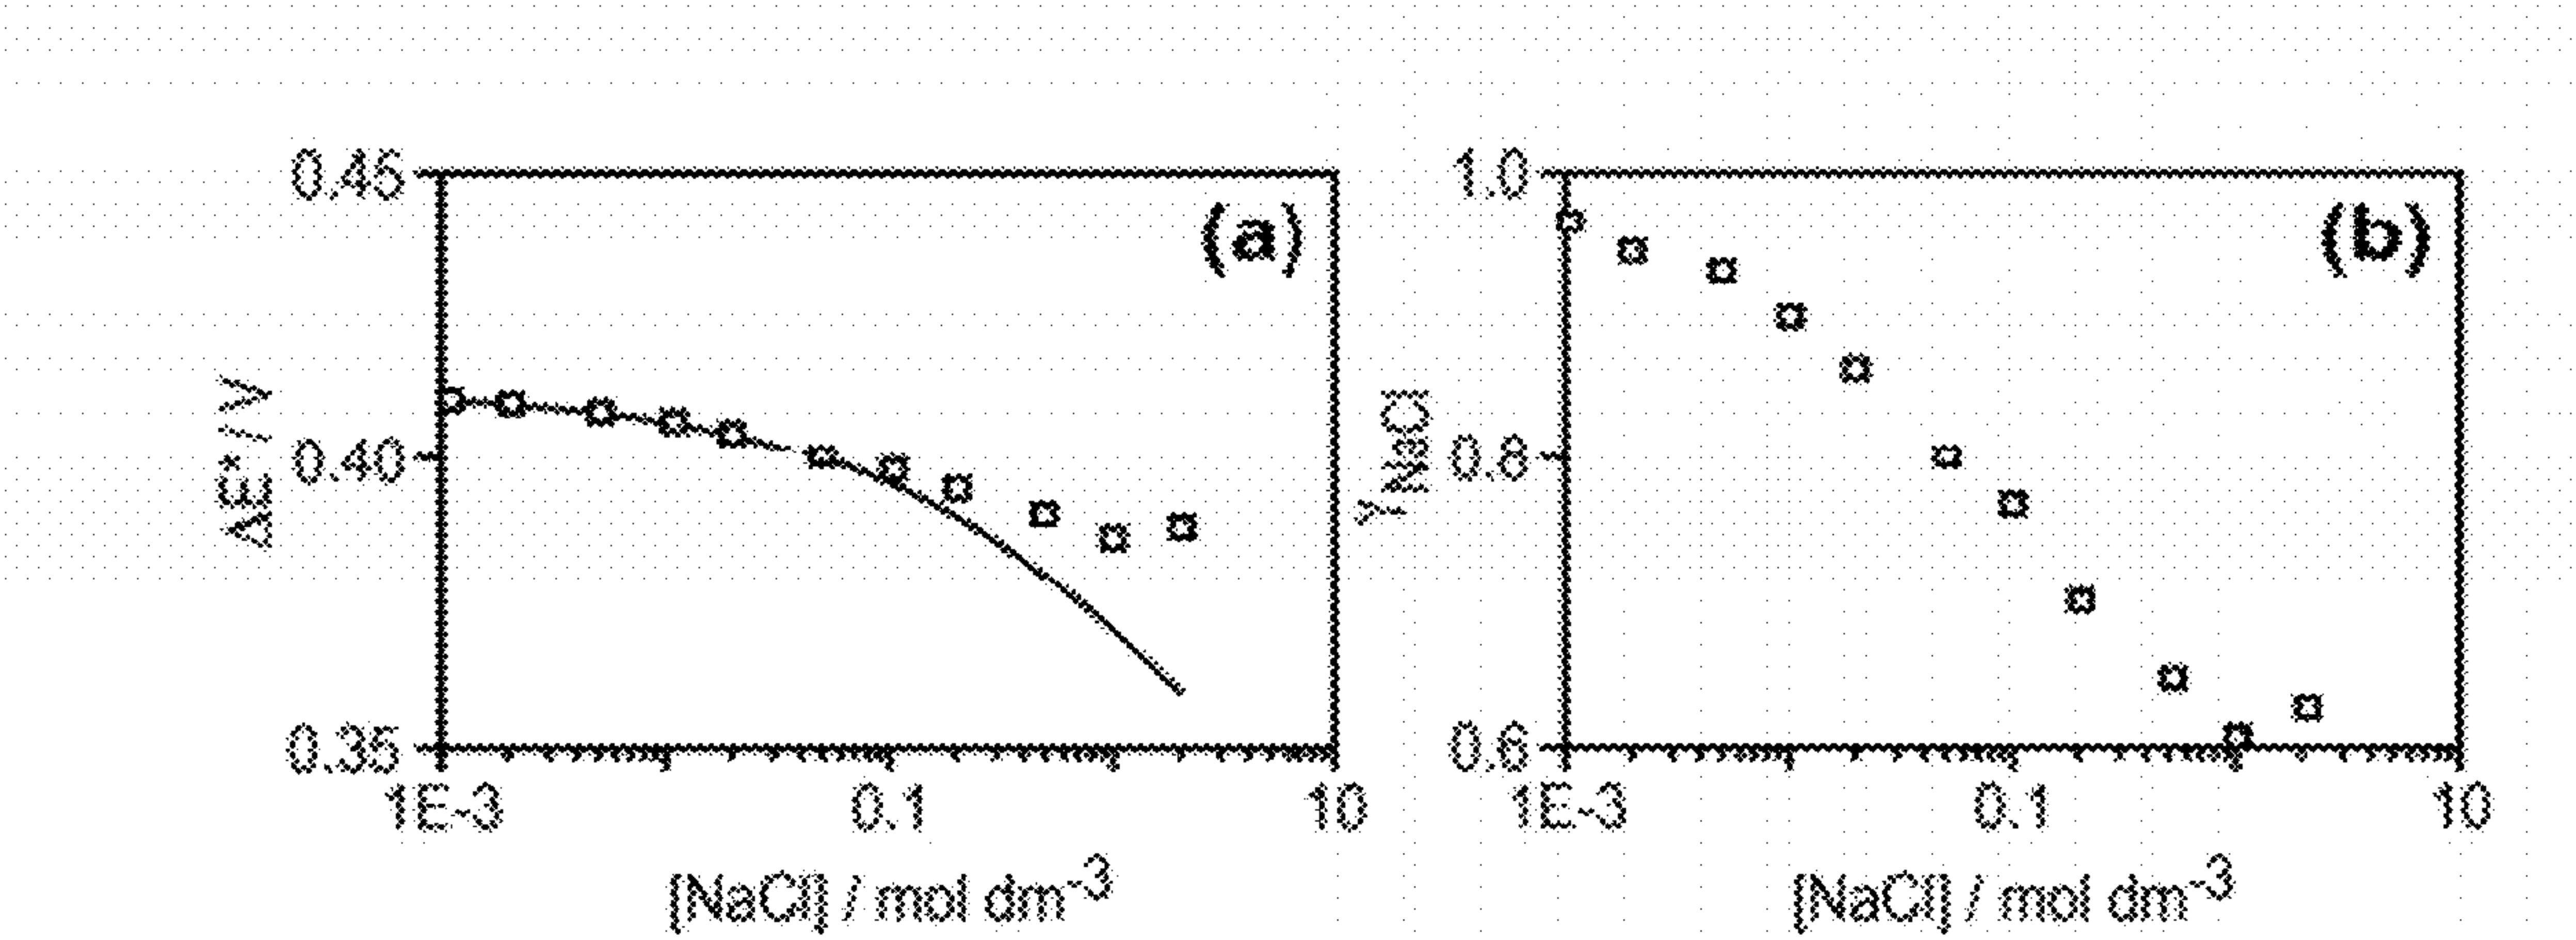 0.45
(a)
0.40
0.35
ΔE* / V
1E-3 0.1 10
[NaCl] / mol dm-3
1.0
(b)
0.8
0.6
γNaCl
1E-3 0.1 10
[NaCl] / mol dm-3